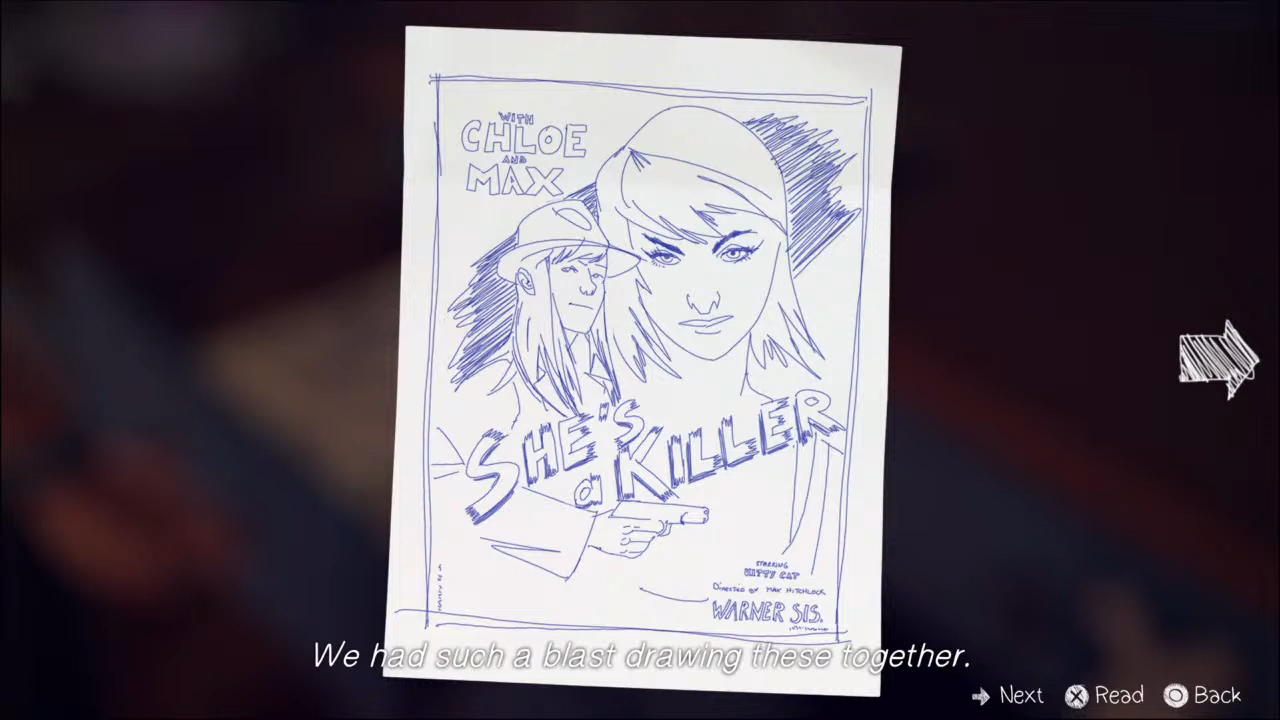 WITH
CHLOE
AND
MAX
SHE'S
a KILLER
STARRING
KITTY CAT
DIRECTED BY MAX HITCHLOCK
WARNER SIS.
We had such a blast drawing these together.
Next Read Back